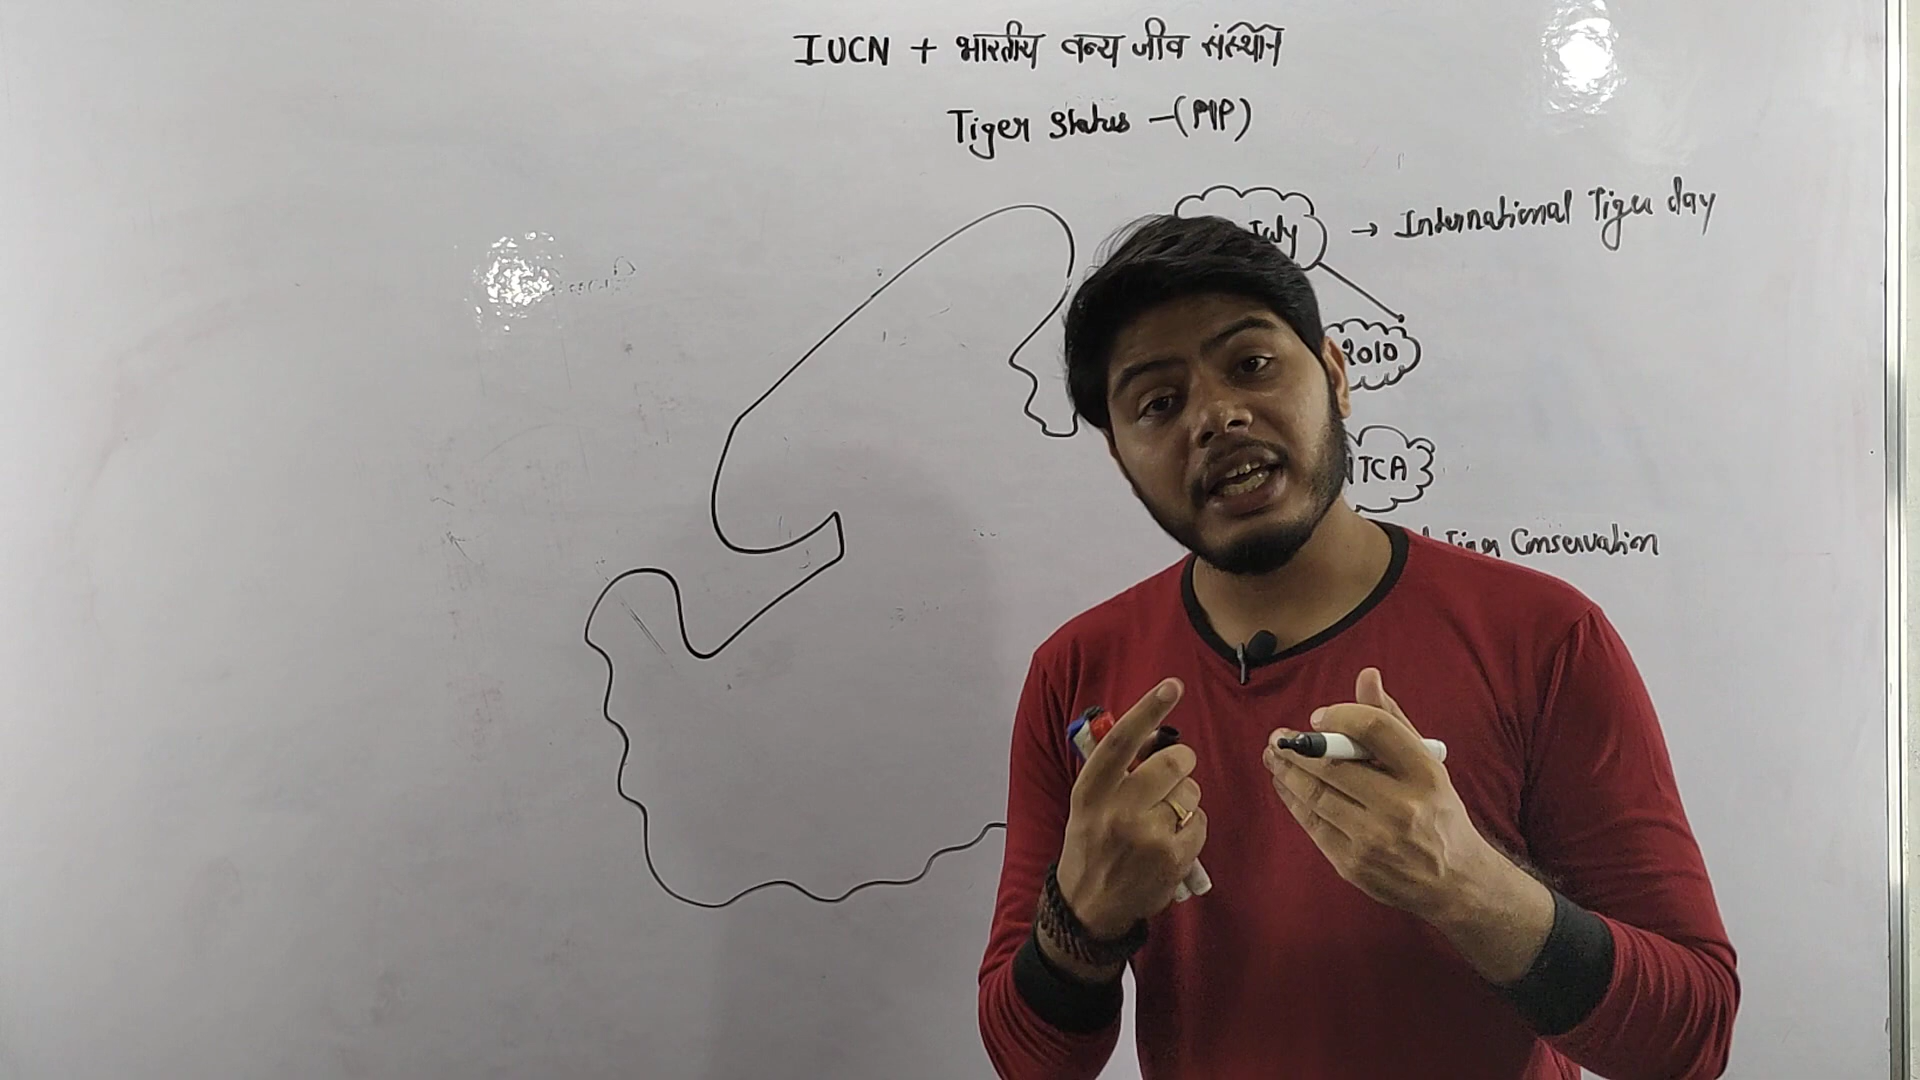 IUCN + भारतीय वन्य जीव संस्थान
Tiger Status - (MP)
July → International Tiger day
2010
NTCA
Tiger Conservation